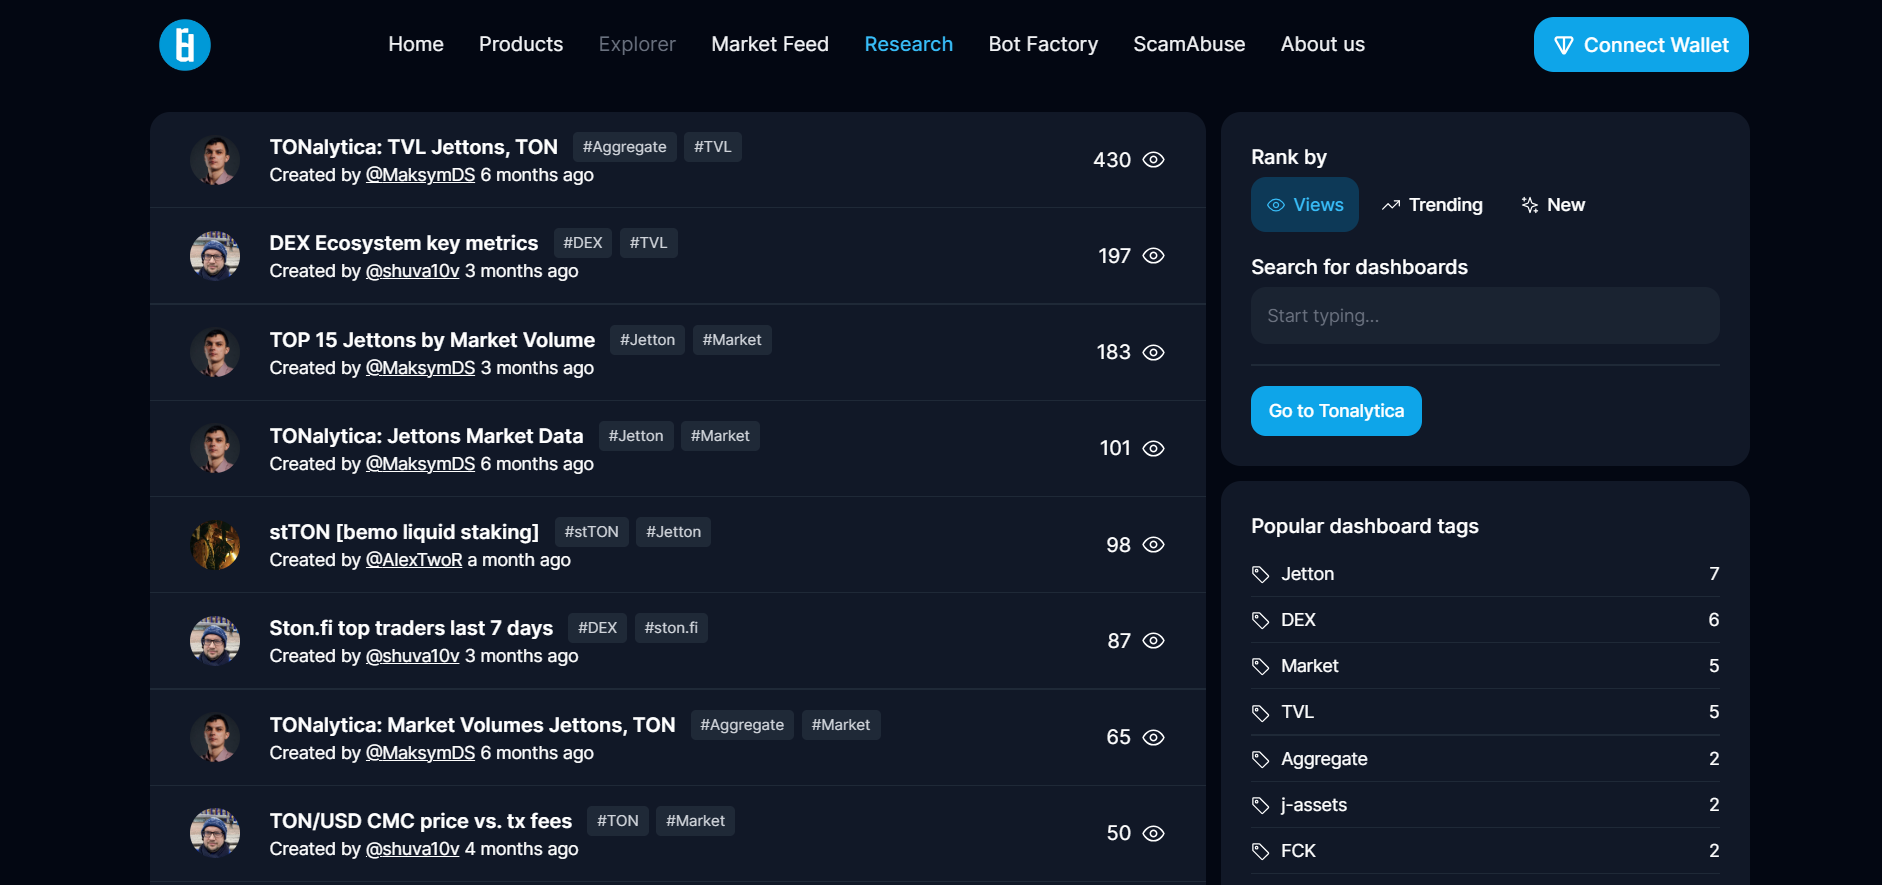 Home Products Explorer Market Feed Research Bot Factory ScamAbuse About us Connect Wallet
TONalytica: TVL Jettons, TON #Aggregate #TVL
Created by @MaksymDS 6 months ago
430
DEX Ecosystem key metrics #DEX #TVL
Created by @shuva10v 3 months ago
197
TOP 15 Jettons by Market Volume #Jetton #Market
Created by @MaksymDS 3 months ago
183
TONalytica: Jettons Market Data #Jetton #Market
Created by @MaksymDS 6 months ago
101
stTON [bemo liquid staking] #stTON #Jetton
Created by @AlexTwoR a month ago
98
Ston.fi top traders last 7 days #DEX #ston.fi
Created by @shuva10v 3 months ago
87
TONalytica: Market Volumes Jettons, TON #Aggregate #Market
Created by @MaksymDS 6 months ago
65
TON/USD CMC price vs. tx fees #TON #Market
Created by @shuva10v 4 months ago
50
Rank by
Views Trending New
Search for dashboards
Start typing...
Go to Tonalytica
Popular dashboard tags
Jetton 7
DEX 6
Market 5
TVL 5
Aggregate 2
j-assets 2
FCK 2